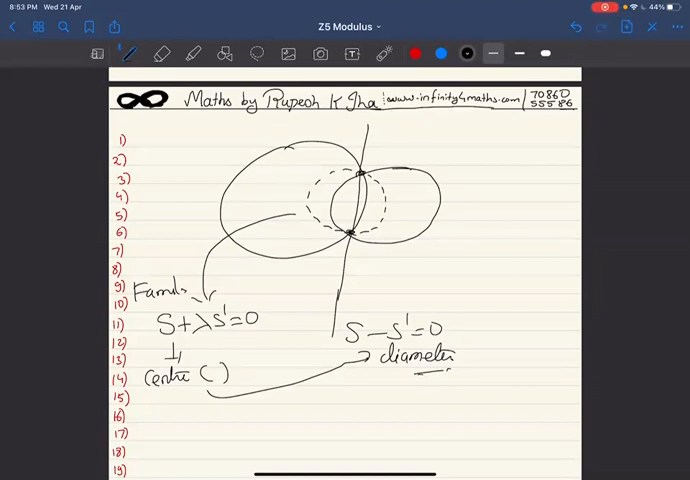 8:53 PM Wed 21 Apr
44%
Z5 Modulus
Maths by Rupesh K Jha
www.infinity4maths.com
70860
55586
1)
2)
3)
4)
5)
6)
7)
8)
9)
10)
11)
12)
13)
14)
15)
16)
17)
18)
19)
S+λS'=0
centre ( )
S-S'=0
diameter